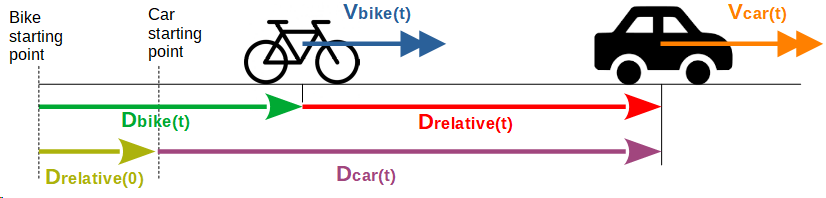 Bike
starting
point
Car
starting
point
Vbike(t)
Vcar(t)
Dbike(t)
Drelative(t)
Drelative(0)
Dcar(t)